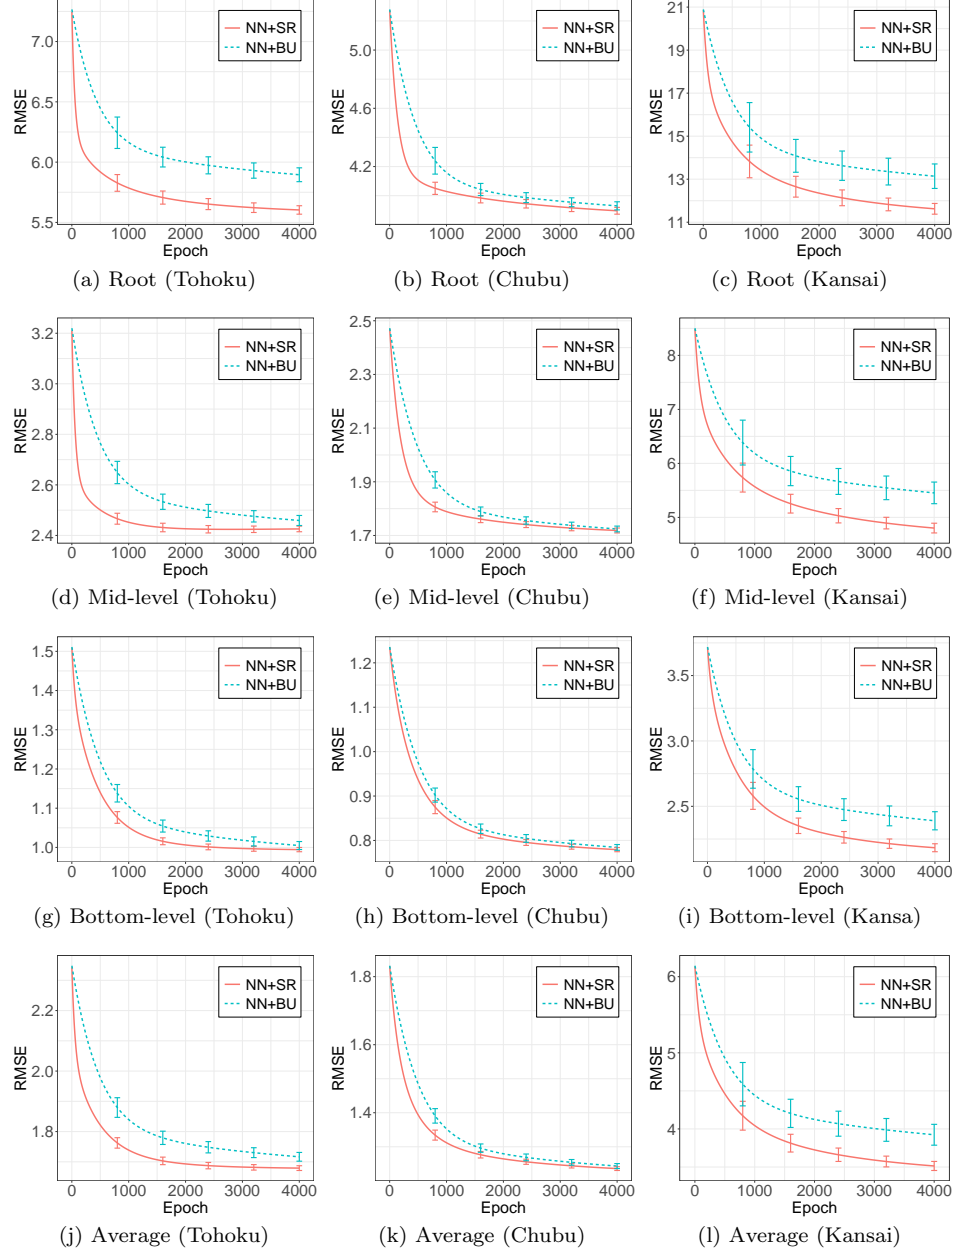 7.0
6.5
6.0
5.5
RMSE
0 1000 2000 3000 4000
Epoch
NN+SR
NN+BU
(a) Root (Tohoku)
5.2
4.6
4.0
RMSE
0 1000 2000 3000 4000
Epoch
NN+SR
NN+BU
(b) Root (Chubu)
21
19
17
15
13
11
RMSE
0 1000 2000 3000 4000
Epoch
NN+SR
NN+BU
(c) Root (Kansai)
3.2
3.0
2.8
2.6
2.4
RMSE
0 1000 2000 3000 4000
Epoch
NN+SR
NN+BU
(d) Mid-level (Tohoku)
2.5
2.3
2.1
1.9
1.7
RMSE
0 1000 2000 3000 4000
Epoch
NN+SR
NN+BU
(e) Mid-level (Chubu)
8
7
6
5
RMSE
0 1000 2000 3000 4000
Epoch
NN+SR
NN+BU
(f) Mid-level (Kansai)
1.5
1.4
1.3
1.2
1.1
1.0
RMSE
0 1000 2000 3000 4000
Epoch
NN+SR
NN+BU
(g) Bottom-level (Tohoku)
1.2
1.1
1.0
0.9
0.8
RMSE
0 1000 2000 3000 4000
Epoch
NN+SR
NN+BU
(h) Bottom-level (Chubu)
3.5
3.0
2.5
RMSE
0 1000 2000 3000 4000
Epoch
NN+SR
NN+BU
(i) Bottom-level (Kansa)
2.2
2.0
1.8
RMSE
0 1000 2000 3000 4000
Epoch
NN+SR
NN+BU
(j) Average (Tohoku)
1.8
1.6
1.4
RMSE
0 1000 2000 3000 4000
Epoch
NN+SR
NN+BU
(k) Average (Chubu)
6
5
4
RMSE
0 1000 2000 3000 4000
Epoch
NN+SR
NN+BU
(l) Average (Kansai)